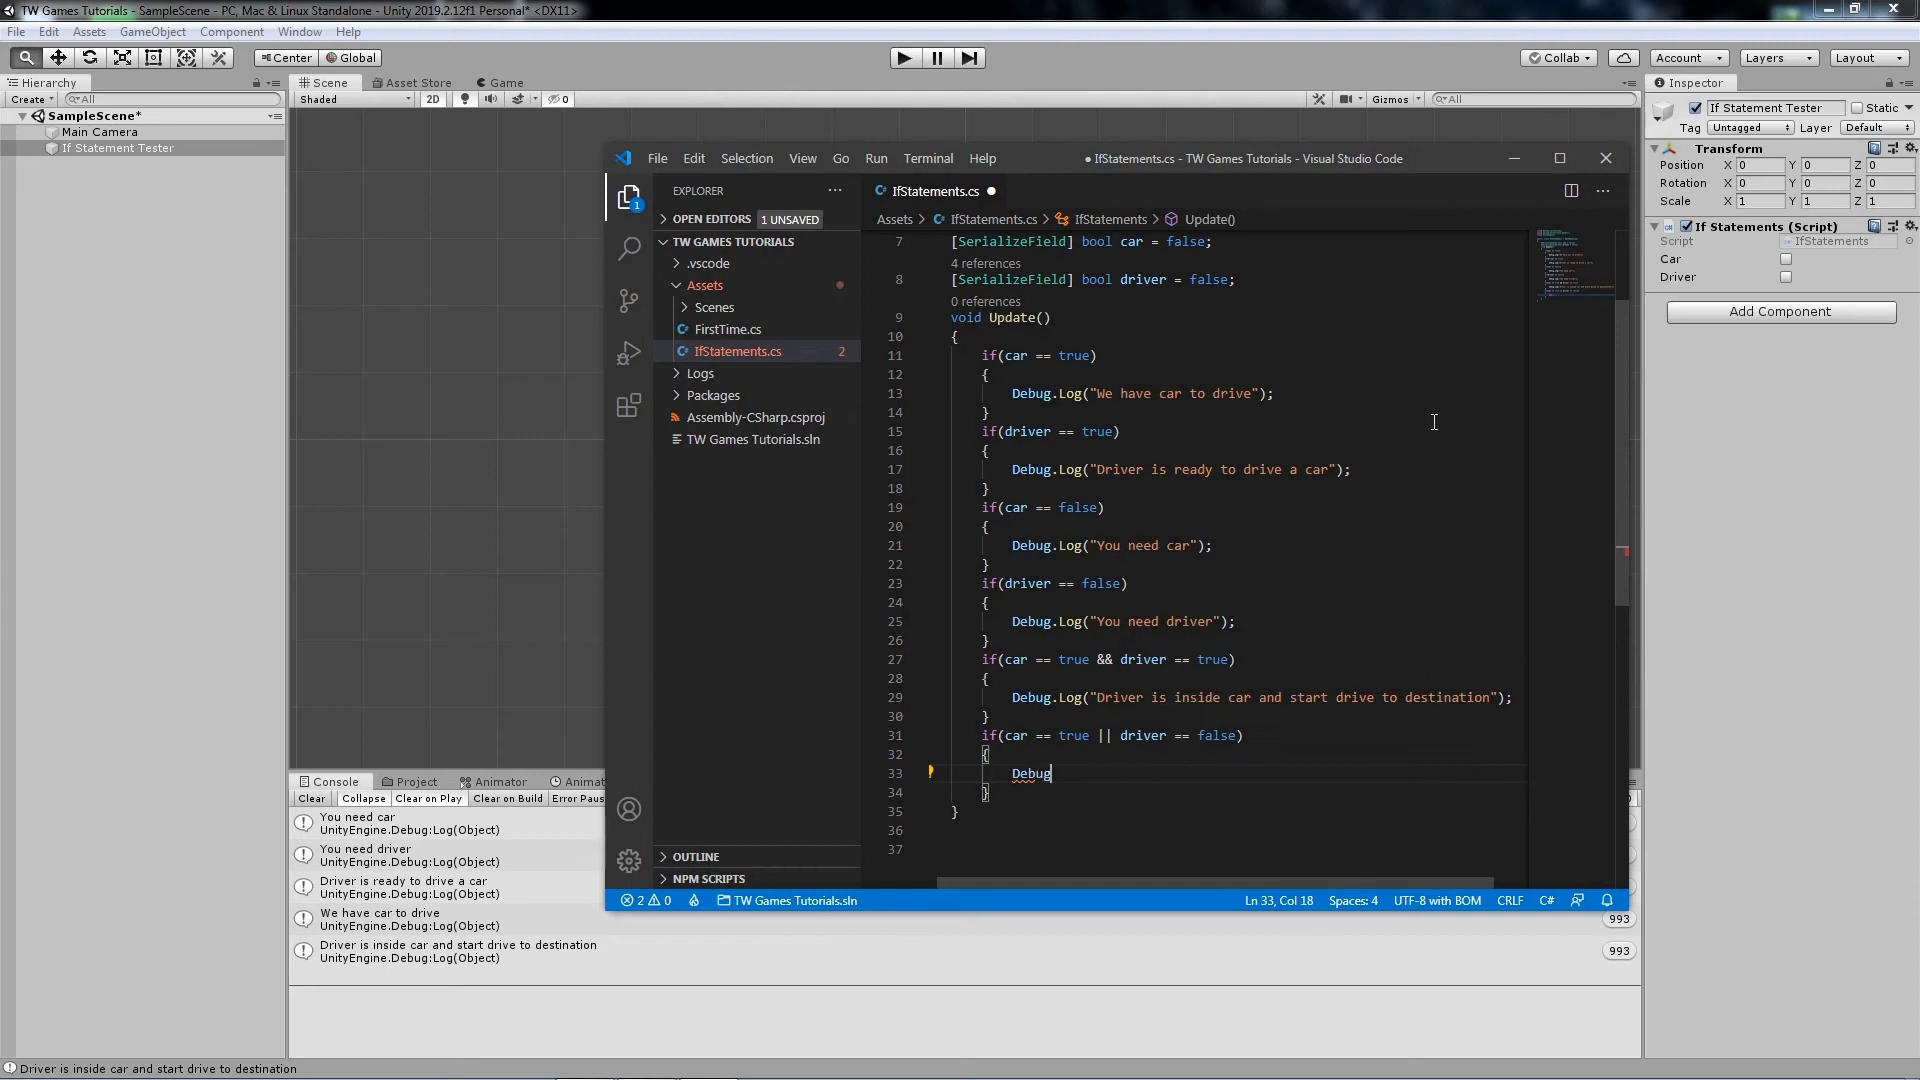 TW Games Tutorials - SampleScene - PC, Mac & Linux Standalone - Unity 2019.2.12f1 Personal* <DX11>
File Edit Assets GameObject Component Window Help
Center Global Collab Account Layers Layout
Hierarchy
Create All
SampleScene*
Main Camera
If Statement Tester
Scene Asset Store Game
Shaded 2D 0 Gizmos All
File Edit Selection View Go Run Terminal Help
● IfStatements.cs - TW Games Tutorials - Visual Studio Code
EXPLORER
OPEN EDITORS 1 UNSAVED
TW GAMES TUTORIALS
.vscode
Assets
Scenes
FirstTime.cs
IfStatements.cs 2
Logs
Packages
Assembly-CSharp.csproj
TW Games Tutorials.sln
OUTLINE
NPM SCRIPTS
1
IfStatements.cs ●
Assets > IfStatements.cs > IfStatements > Update()
7 [SerializeField] bool car = false;
4 references
8 [SerializeField] bool driver = false;
0 references
9 void Update()
10 {
11 if(car == true)
12 {
13 Debug.Log("We have car to drive");
14 }
15 if(driver == true)
16 {
17 Debug.Log("Driver is ready to drive a car");
18 }
19 if(car == false)
20 {
21 Debug.Log("You need car");
22 }
23 if(driver == false)
24 {
25 Debug.Log("You need driver");
26 }
27 if(car == true && driver == true)
28 {
29 Debug.Log("Driver is inside car and start drive to destination");
30 }
31 if(car == true || driver == false)
32 {
33 Debug
34 }
35 }
36
37
2 0 TW Games Tutorials.sln Ln 33, Col 18 Spaces: 4 UTF-8 with BOM CRLF C#
Inspector
If Statement Tester Static
Tag Untagged Layer Default
Transform
Position X 0 Y 0 Z 0
Rotation X 0 Y 0 Z 0
Scale X 1 Y 1 Z 1
If Statements (Script)
Script IfStatements
Car
Driver
Add Component
Console Project Animator Animat
Clear Collapse Clear on Play Clear on Build Error Paus
You need car
UnityEngine.Debug:Log(Object)
You need driver
UnityEngine.Debug:Log(Object)
Driver is ready to drive a car
UnityEngine.Debug:Log(Object)
We have car to drive
UnityEngine.Debug:Log(Object)
993
Driver is inside car and start drive to destination
UnityEngine.Debug:Log(Object)
993
Driver is inside car and start drive to destination